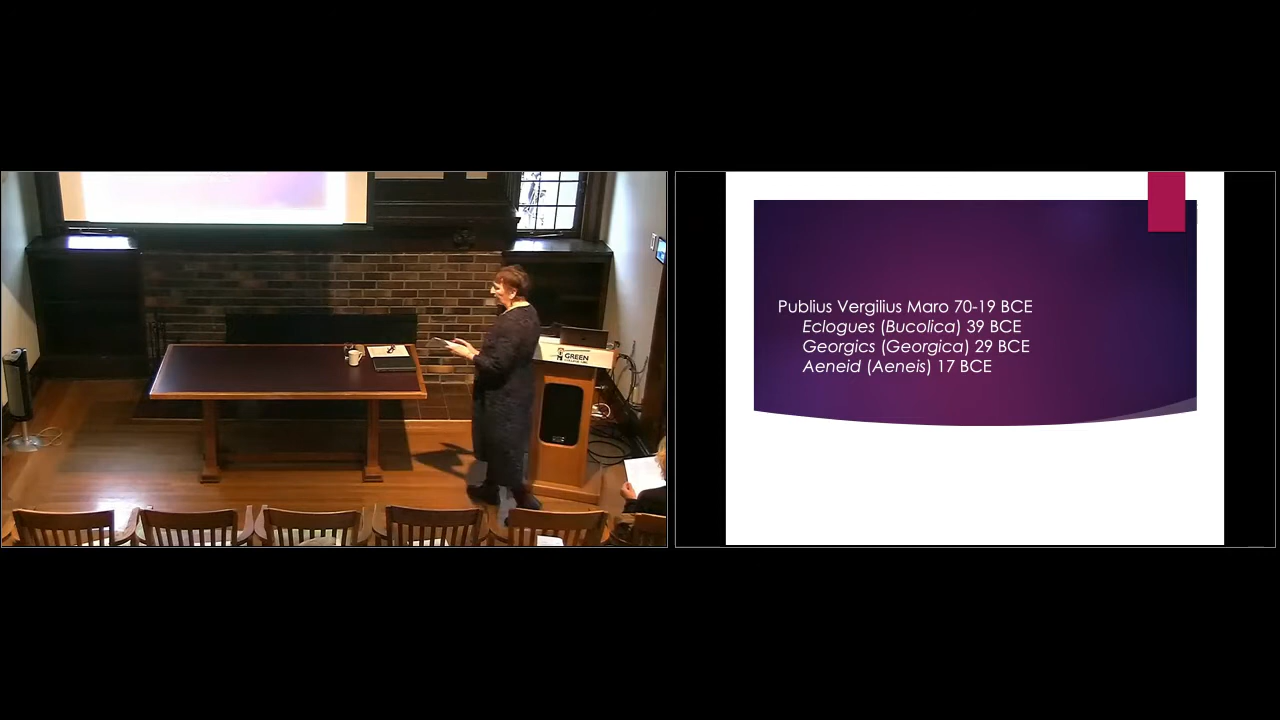 GREEN
Publius Vergilius Maro 70-19 BCE
Eclogues (Bucolica) 39 BCE
Georgics (Georgica) 29 BCE
Aeneid (Aeneis) 17 BCE